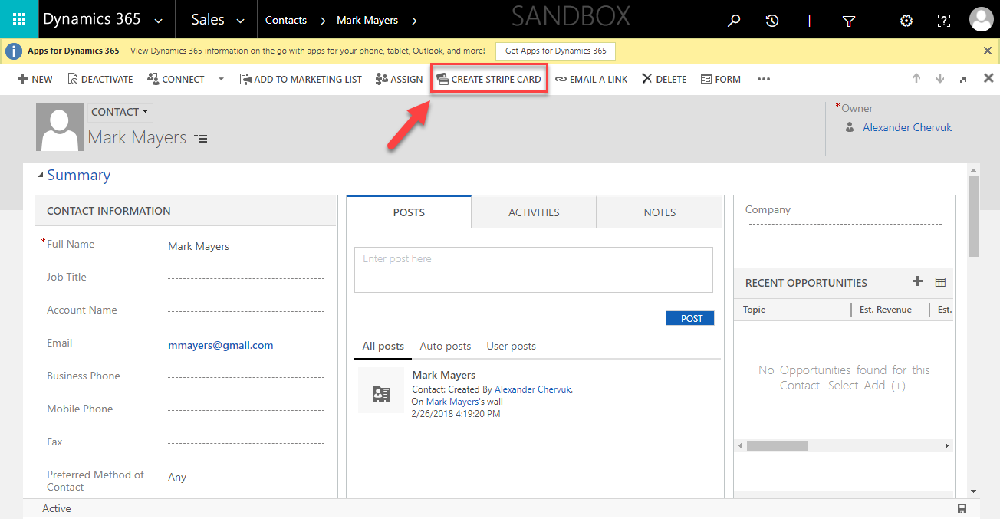 Dynamics 365 Sales Contacts Mark Mayers SANDBOX
Apps for Dynamics 365 View Dynamics 365 information on the go with apps for your phone, tablet, Outlook, and more! Get Apps for Dynamics 365
NEW DEACTIVATE CONNECT ADD TO MARKETING LIST ASSIGN CREATE STRIPE CARD EMAIL A LINK DELETE FORM
CONTACT
Mark Mayers
*Owner
Alexander Chervuk
Summary
CONTACT INFORMATION
*Full Name Mark Mayers
Job Title
Account Name
Email mmayers@gmail.com
Business Phone
Mobile Phone
Fax
Preferred Method of
Contact
Any
POSTS ACTIVITIES NOTES
Enter post here
POST
All posts Auto posts User posts
Mark Mayers
Contact: Created By Alexander Chervuk.
On Mark Mayers's wall
2/26/2018 4:19:20 PM
Company
RECENT OPPORTUNITIES
Topic Est. Revenue Est.
No Opportunities found for this
Contact. Select Add (+).
Active